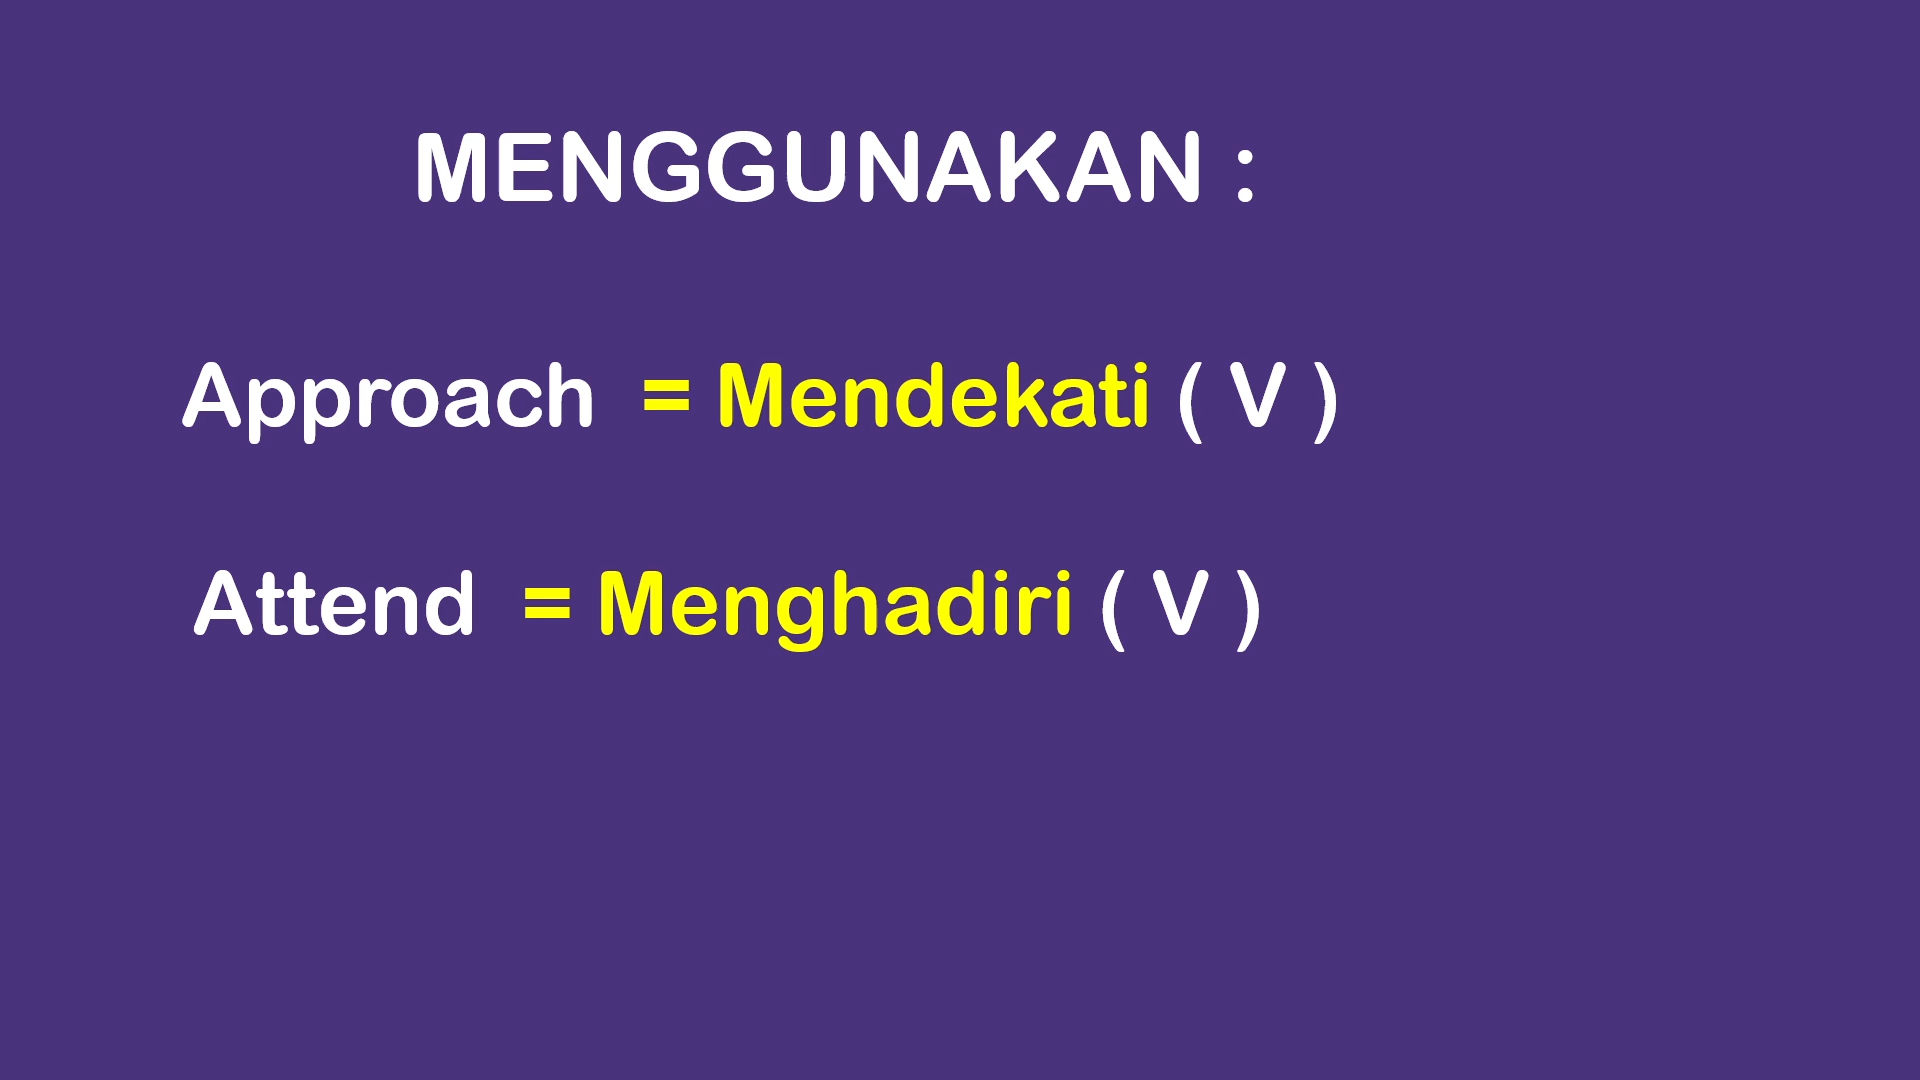 MENGGUNAKAN :
Approach = Mendekati ( V )
Attend = Menghadiri ( V )